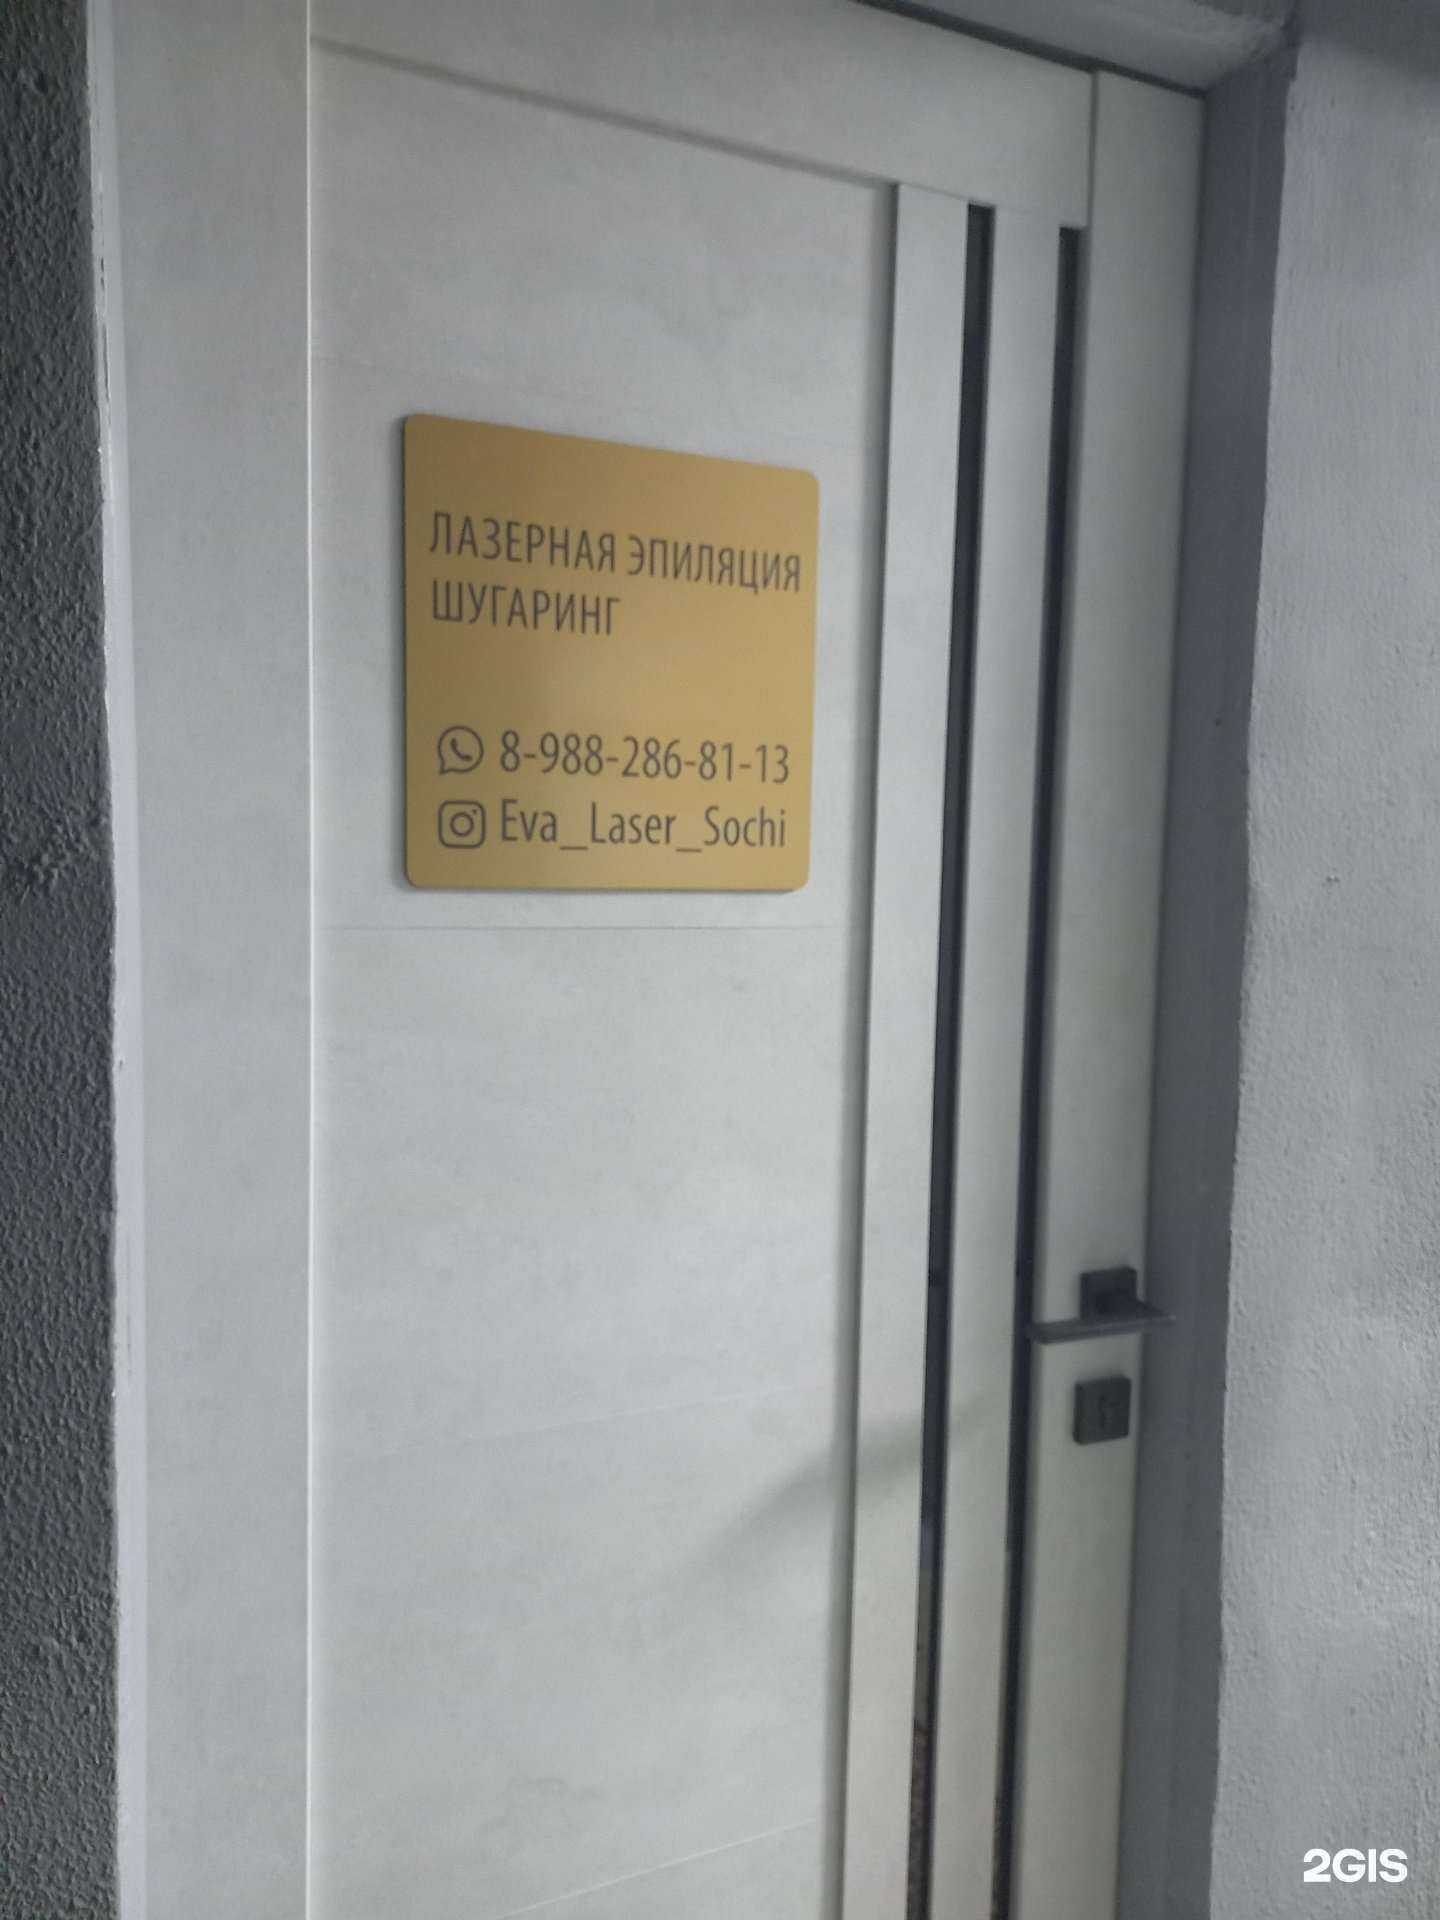 ЛАЗЕРНАЯ ЭПИЛЯЦИЯ
ШУГАРИНГ
8-988-286-81-13
Eva_Laser_Sochi
2GIS